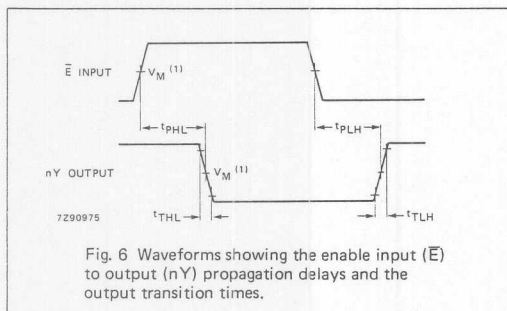 E̅ INPUT
V_M (1)
t_PHL
t_PLH
nY OUTPUT
V_M (1)
7Z90975
t_THL
t_TLH
Fig. 6 Waveforms showing the enable input (E̅)
to output (nY) propagation delays and the
output transition times.